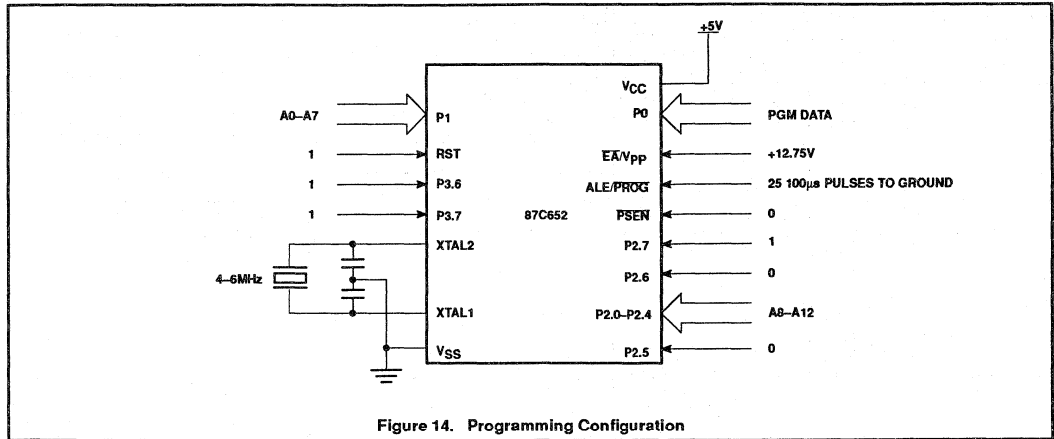 +5V
VCC
A0–A7
P1
P0
PGM DATA
1
RST
EA/VPP
+12.75V
1
P3.6
ALE/PROG
25 100μs PULSES TO GROUND
1
P3.7
87C652
PSEN
0
XTAL2
P2.7
1
4–6MHz
P2.6
0
XTAL1
P2.0–P2.4
A8–A12
VSS
P2.5
0
Figure 14. Programming Configuration